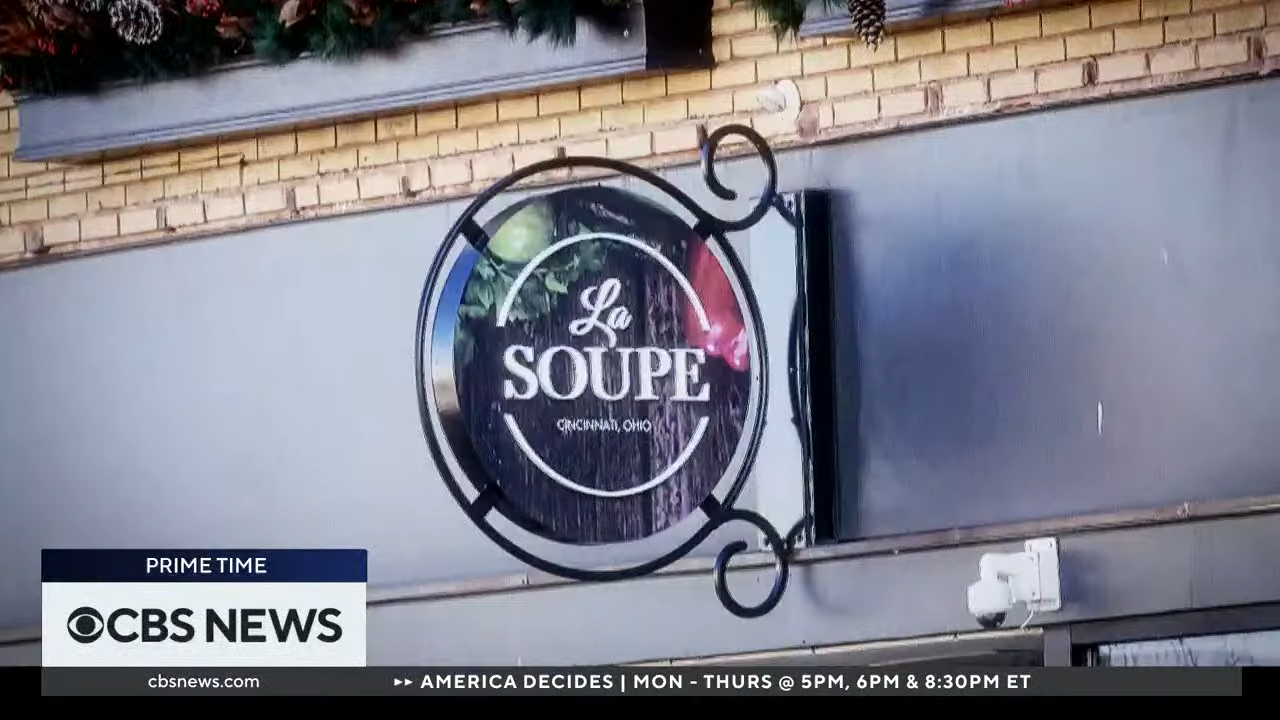 La
SOUPE
CINCINNATI, OHIO
PRIME TIME
CBS NEWS
cbsnews.com
AMERICA DECIDES | MON - THURS @ 5PM, 6PM & 8:30PM ET